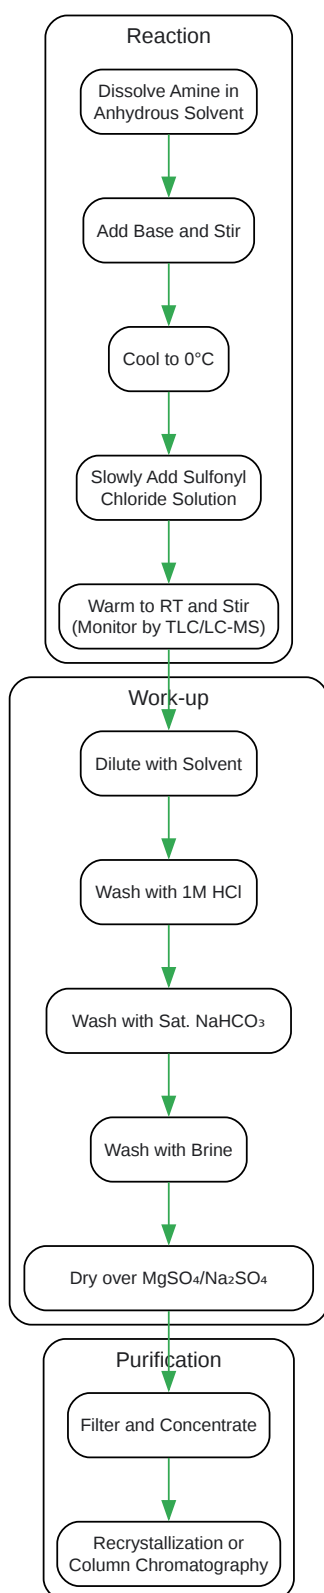 Reaction
Dissolve Amine in
Anhydrous Solvent
Add Base and Stir
Cool to 0°C
Slowly Add Sulfonyl
Chloride Solution
Warm to RT and Stir
(Monitor by TLC/LC-MS)
Work-up
Dilute with Solvent
Wash with 1M HCl
Wash with Sat. NaHCO₃
Wash with Brine
Dry over MgSO₄/Na₂SO₄
Purification
Filter and Concentrate
Recrystallization or
Column Chromatography